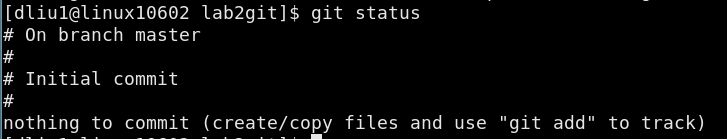 [dliu1@linux10602 lab2git]$ git status
# On branch master
#
# Initial commit
#
nothing to commit (create/copy files and use "git add" to track)